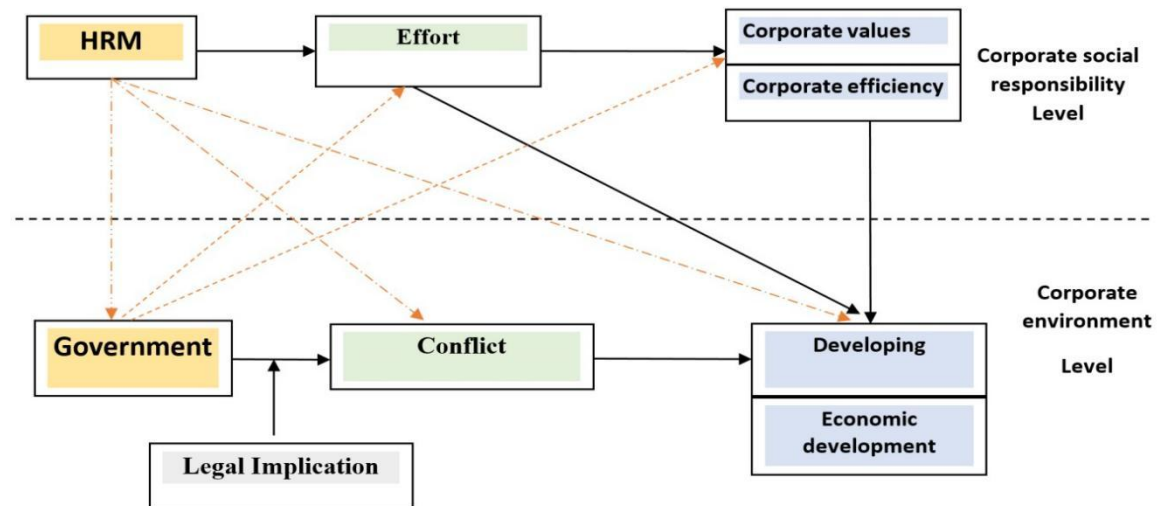 HRM
Effort
Corporate values
Corporate efficiency
Corporate social
responsibility
Level
Government
Conflict
Developing
Economic
development
Corporate
environment
Level
Legal Implication